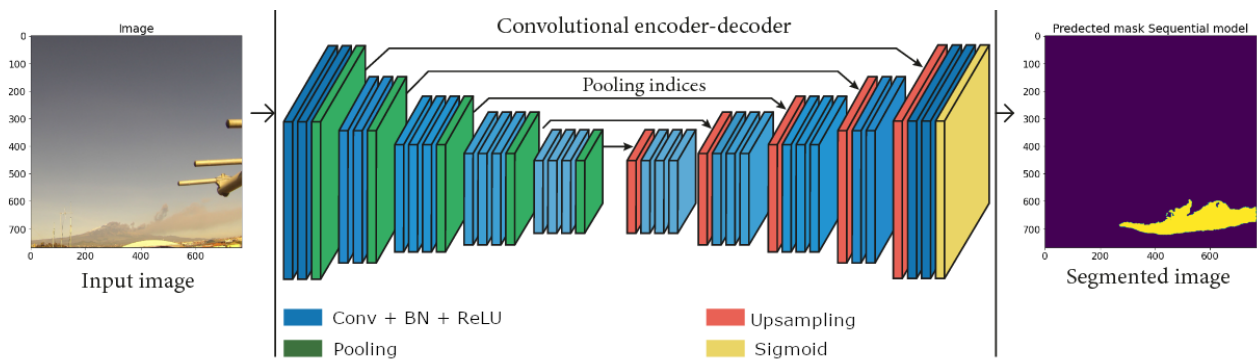 Convolutional encoder-decoder
Image
0
100
200
300
400
500
600
700
0
200
400
600
Input image
Pooling indices
Predected mask Sequential model
0
100
200
300
400
500
600
700
0
200
400
600
Segmented image
Conv + BN + ReLU
Pooling
Upsampling
Sigmoid